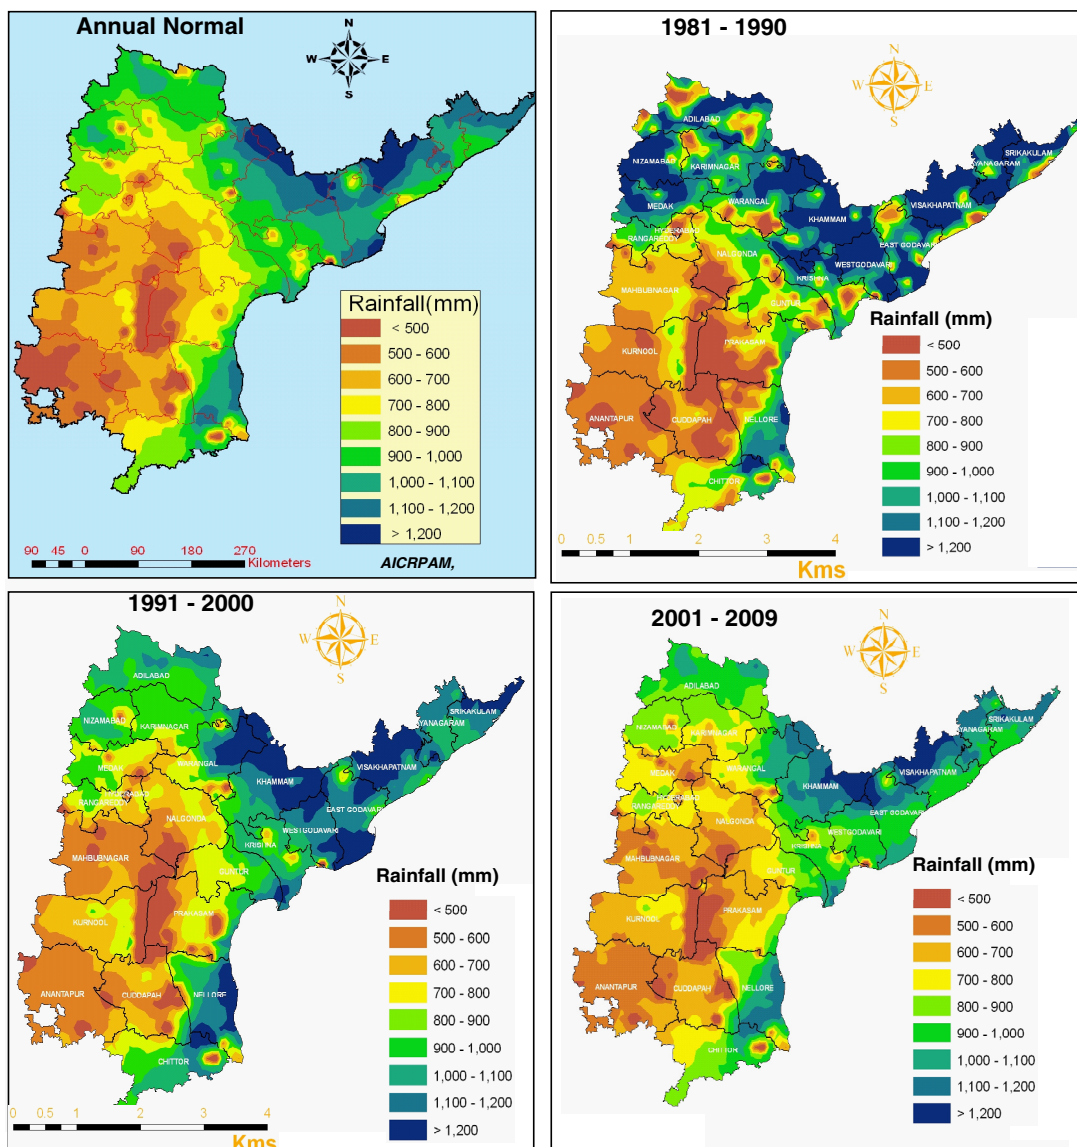 Annual Normal
N
W
E
S
Rainfall(mm)
< 500
500 - 600
600 - 700
700 - 800
800 - 900
900 - 1,000
1,000 - 1,100
1,100 - 1,200
> 1,200
90 45 0 90 180 270
Kilometers
AICRPAM,
1981 - 1990
N
W
E
S
ADILABAD
NIZAMABAD
KARIMNAGAR
MEDAK
WARANGAL
KHAMMAM
RANGAREDDY
NALGONDA
MAHBUBNAGAR
SRIKAKULAM
VISAKHAPATNAM
EAST GODAVARI
WESTGODAVARI
KRISHNA
GUNTUR
PRAKASAM
KURNOOL
ANANTAPUR
CUDDAPAH
NELLORE
CHITTOR
Rainfall (mm)
< 500
500 - 600
600 - 700
700 - 800
800 - 900
900 - 1,000
1,000 - 1,100
1,100 - 1,200
> 1,200
0 0.5 1 2 3 4
Kms
1991 - 2000
N
W
E
S
ADILABAD
NIZAMABAD
KARIMNAGAR
MEDAK
WARANGAL
RANGAREDDY
KHAMMAM
NALGONDA
MAHBUBNAGAR
SRIKAKULAM
YANAGARAM
VISAKHAPATNAM
EAST GODAVARI
WESTGODAVARI
KRISHNA
GUNTUR
KURNOOL
PRAKASAM
ANANTAPUR
CUDDAPAH
NELLORE
CHITTOR
Rainfall (mm)
< 500
500 - 600
600 - 700
700 - 800
800 - 900
900 - 1,000
1,000 - 1,100
1,100 - 1,200
> 1,200
0 0.5 1 2 3 4
Kms
2001 - 2009
N
W
E
S
ADILABAD
NIZAMABAD
KARIMNAGAR
MEDAK
WARANGAL
RANGAREDDY
KHAMMAM
NALGONDA
MAHBUBNAGAR
SRIKAKULAM
YANAGARAM
VISAKHAPATNAM
EAST GODAVARI
WESTGODAVARI
KRISHNA
GUNTUR
KURNOOL
PRAKASAM
ANANTAPUR
CUDDAPAH
NELLORE
CHITTOR
Rainfall (mm)
< 500
500 - 600
600 - 700
700 - 800
800 - 900
900 - 1,000
1,000 - 1,100
1,100 - 1,200
> 1,200